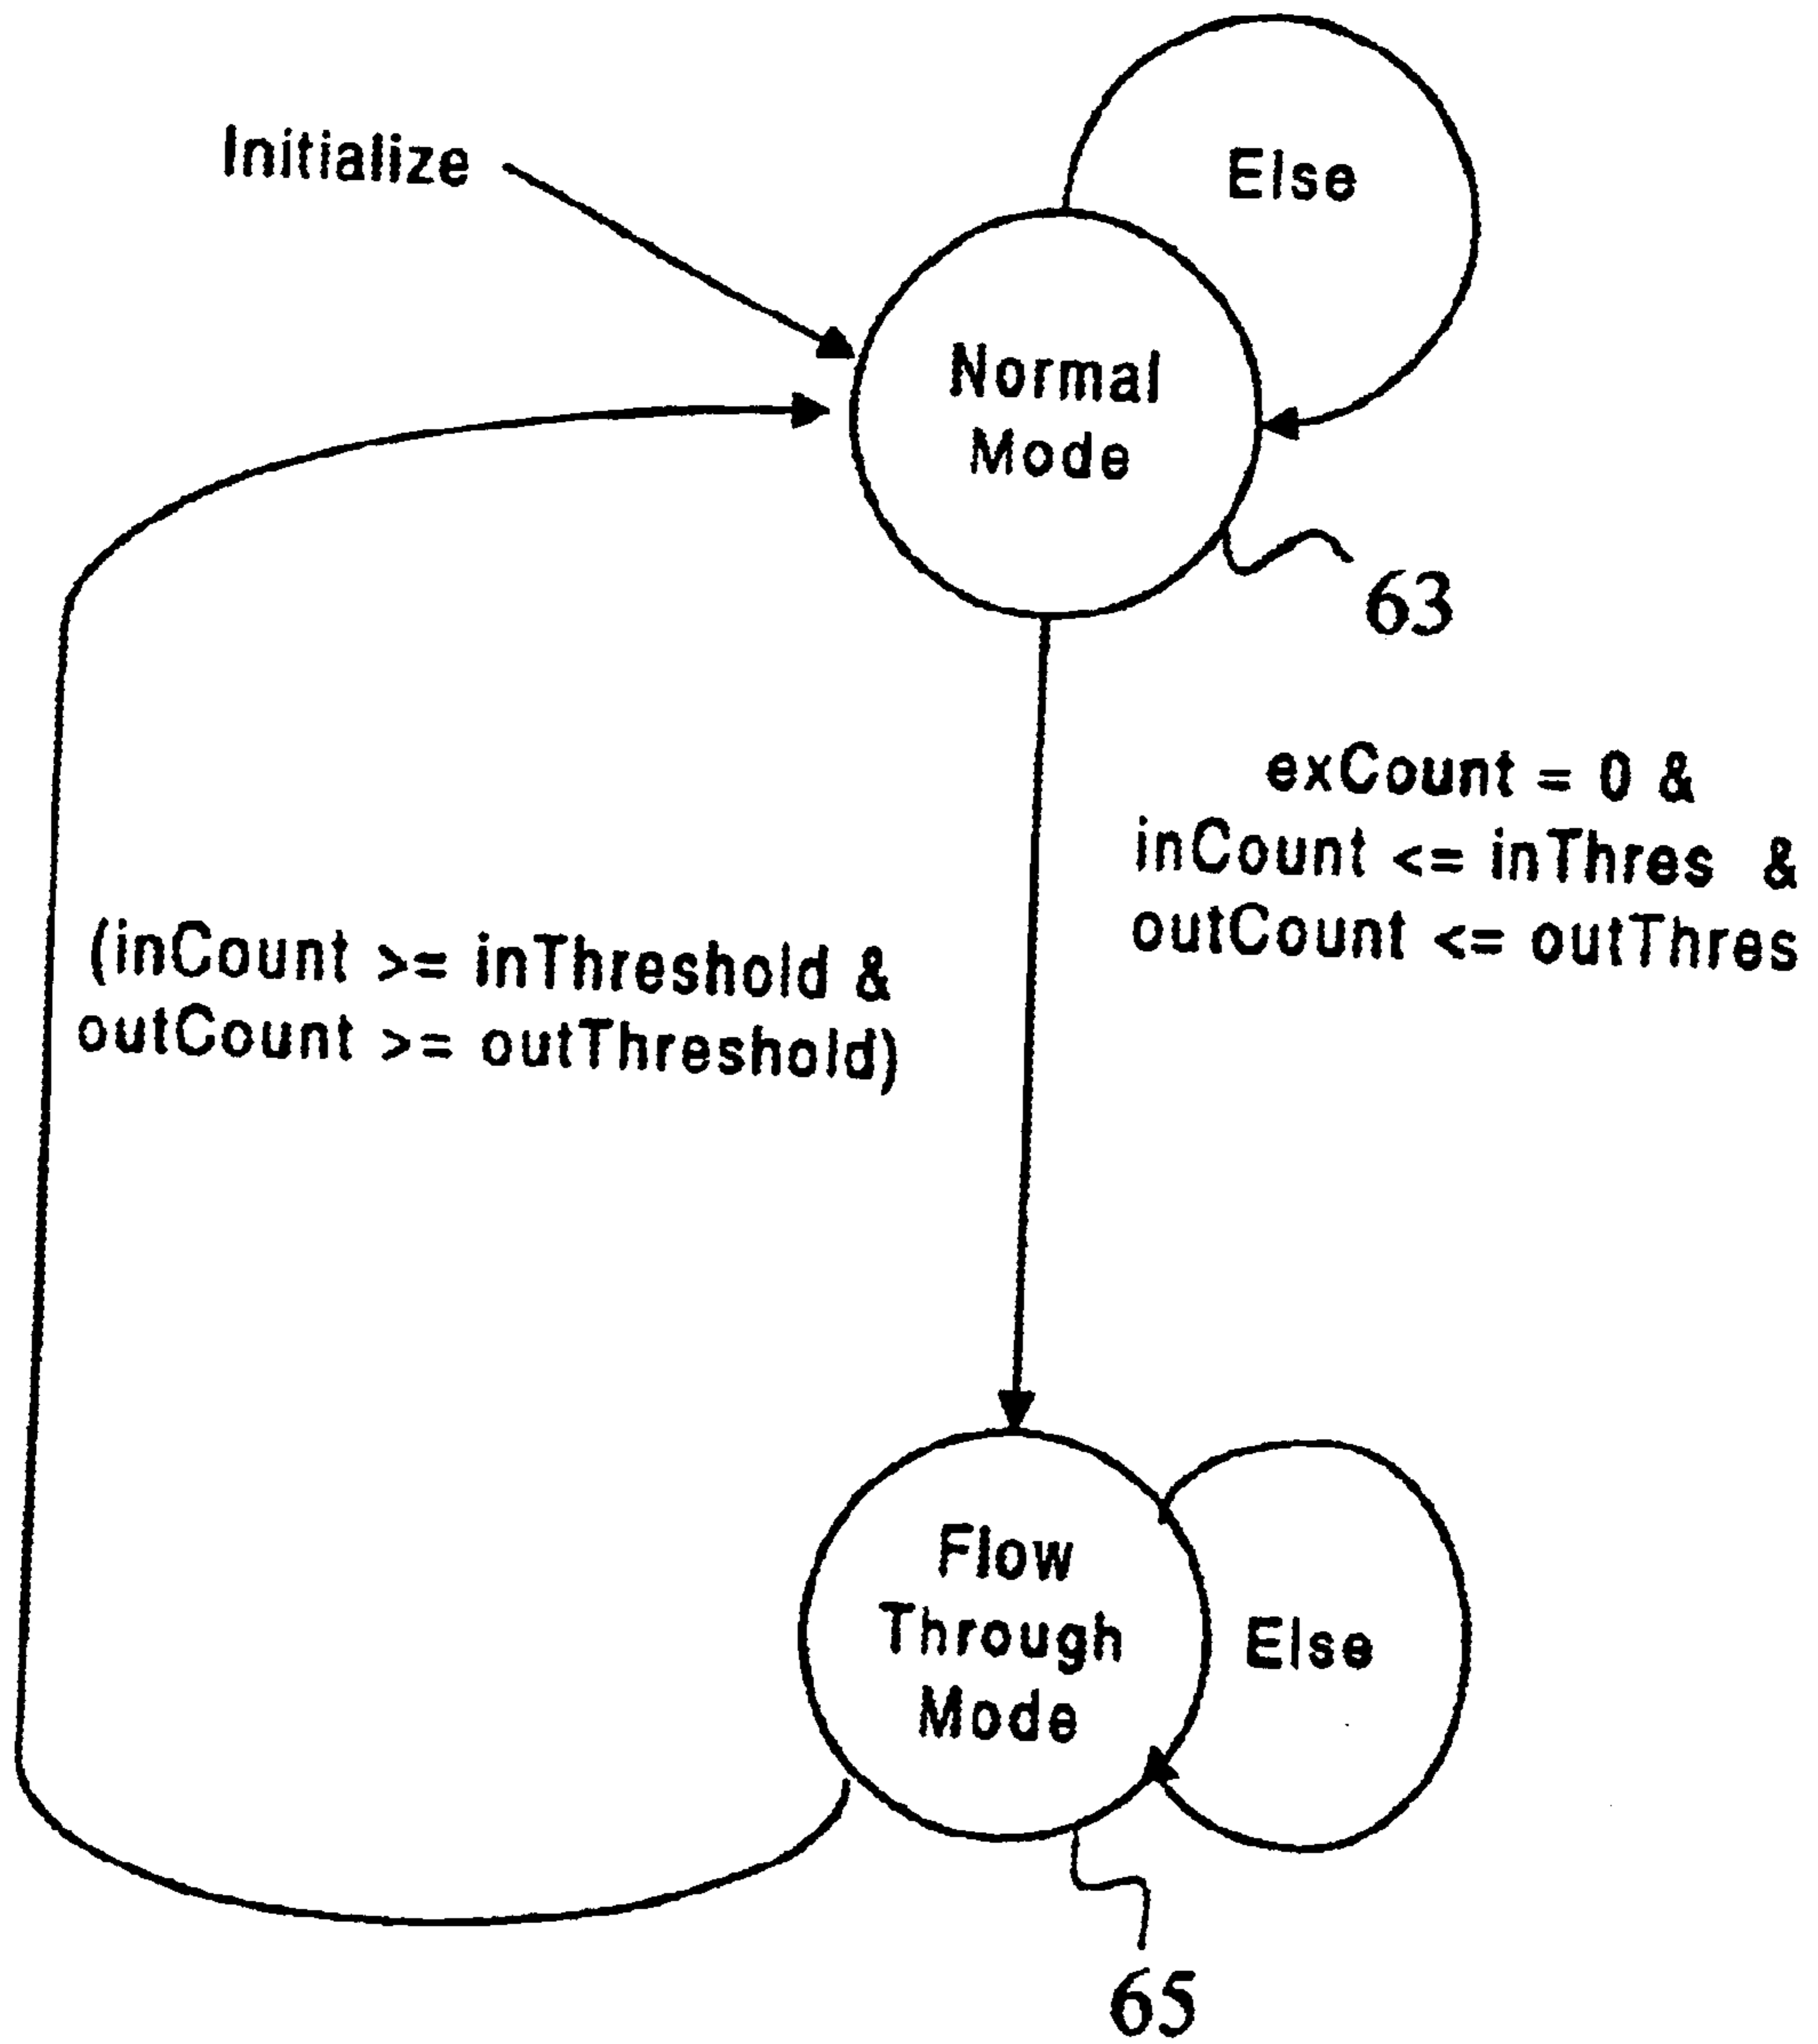 Else
Initialize
Normal
Mode
63
exCount = 0 &
inCount <= inThres &
outCount <= outThres
(inCount >= inThreshold &
outCount >= outThreshold)
Flow
Through
Mode
Else
65